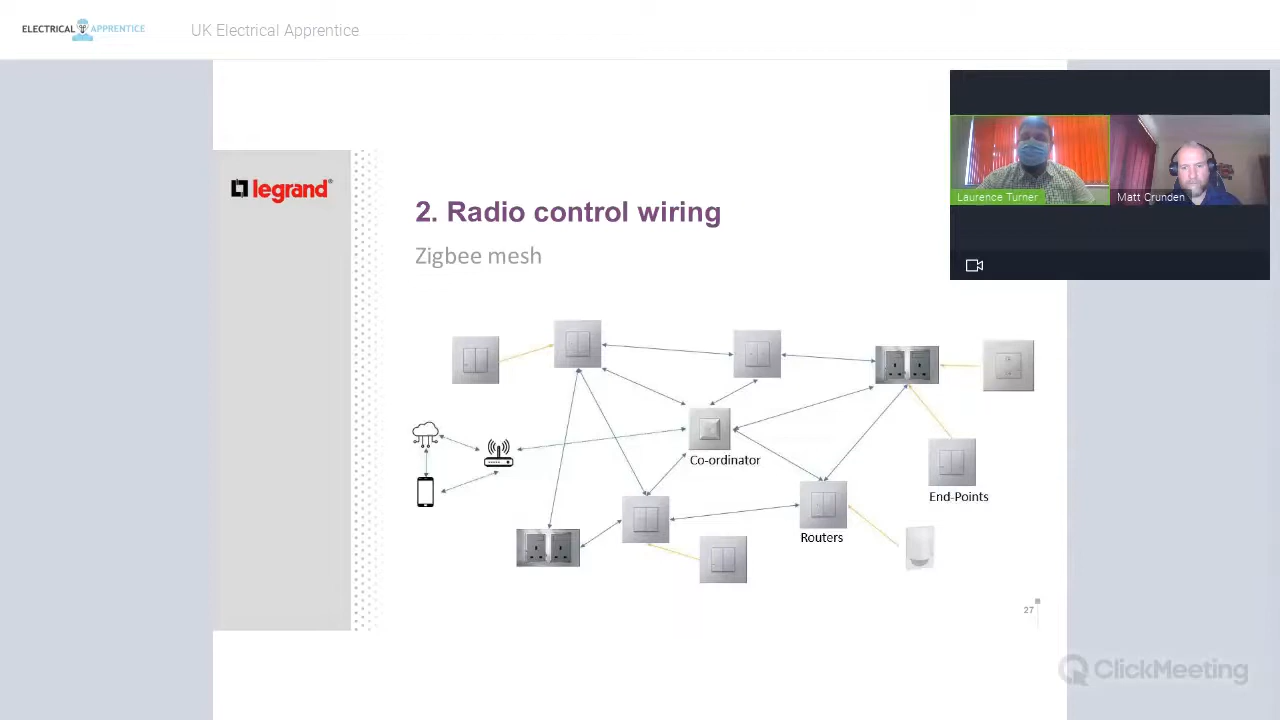 ELECTRICAL APPRENTICE
UK Electrical Apprentice
legrand®
2. Radio control wiring
Zigbee mesh
Laurence Turner
Matt Crunden
Co-ordinator
End-Points
Routers
27
ClickMeeting